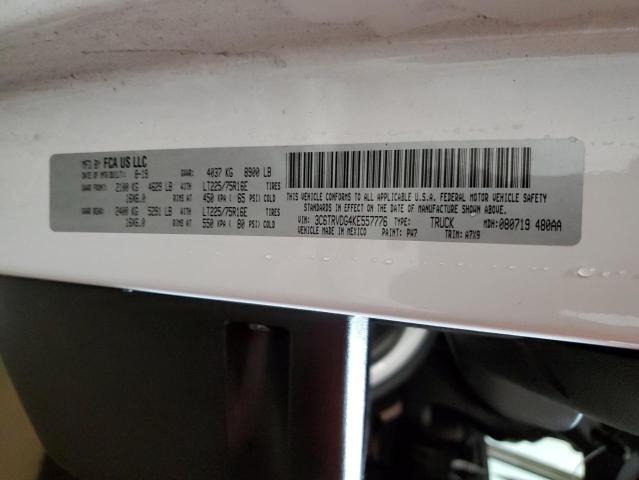 MFD BY: FCA US LLC
DATE OF MFR (BUILT): 8-19 GVWR: 4037 KG 8900 LB
GAWR FRONT: 2100 KG 4629 LB WITH LT225/75R16E TIRES
16X6.0 RIMS AT 450 KPA ( 65 PSI) COLD
GAWR REAR: 2400 KG 5291 LB WITH LT225/75R16E TIRES
16X6.0 RIMS AT 550 KPA ( 80 PSI) COLD
THIS VEHICLE CONFORMS TO ALL APPLICABLE U.S.A. FEDERAL MOTOR VEHICLE SAFETY
STANDARDS IN EFFECT ON THE DATE OF MANUFACTURE SHOWN ABOVE.
VIN: 3C6TRVDG4KE557776 TYPE: TRUCK MDH: 080719 480AA
VEHICLE MADE IN MEXICO PAINT: PW7 TRIM: A7X9